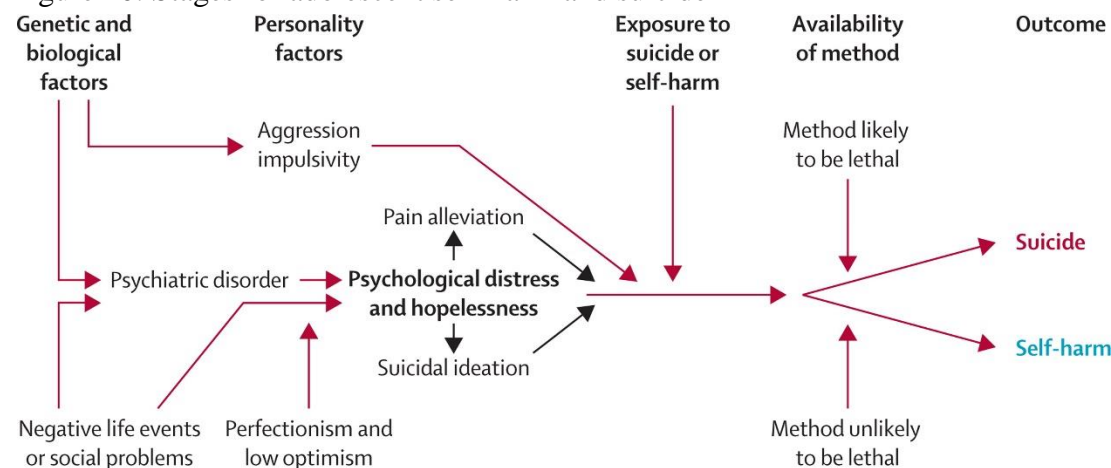 Genetic and
biological
factors
Personality
factors
Exposure to
suicide or
self-harm
Availability
of method
Outcome
Aggression
impulsivity
Method likely
to be lethal
Pain alleviation
Suicide
Psychiatric disorder
Psychological distress
and hopelessness
Self-harm
Suicidal ideation
Negative life events
or social problems
Perfectionism and
low optimism
Method unlikely
to be lethal